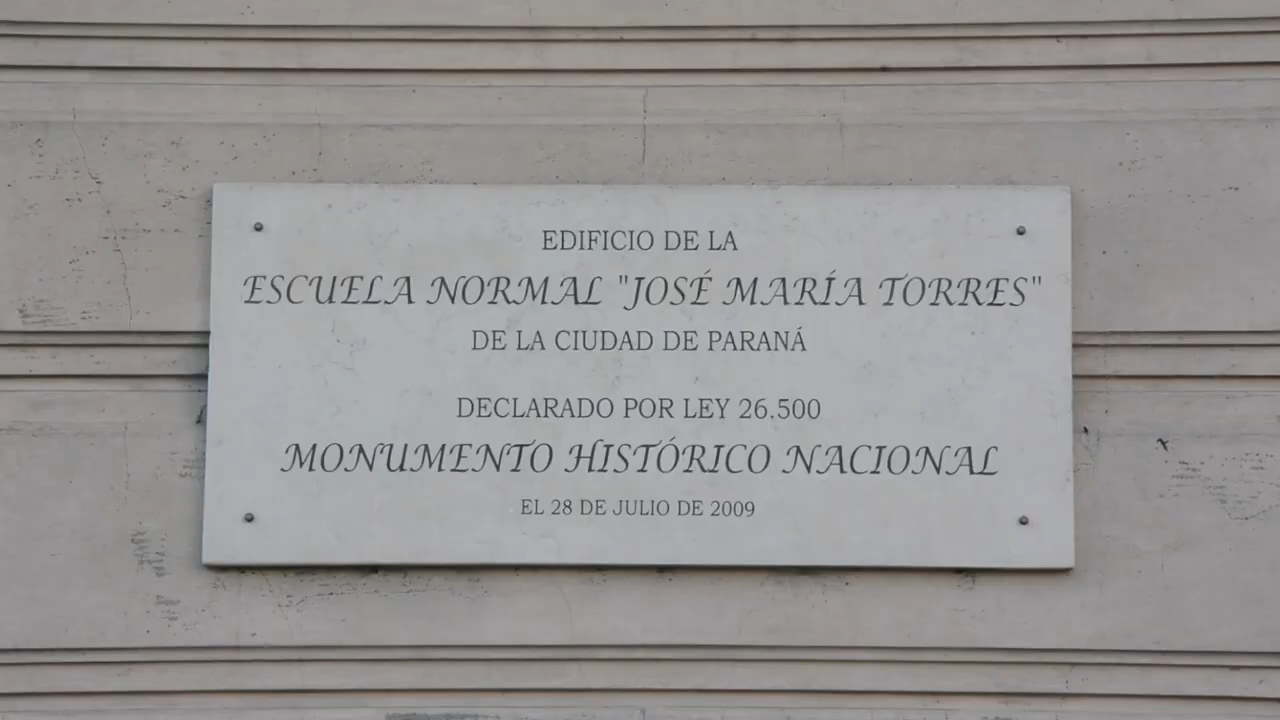 EDIFICIO DE LA
ESCUELA NORMAL "JOSÉ MARÍA TORRES"
DE LA CIUDAD DE PARANÁ
DECLARADO POR LEY 26.500
MONUMENTO HISTÓRICO NACIONAL
EL 28 DE JULIO DE 2009